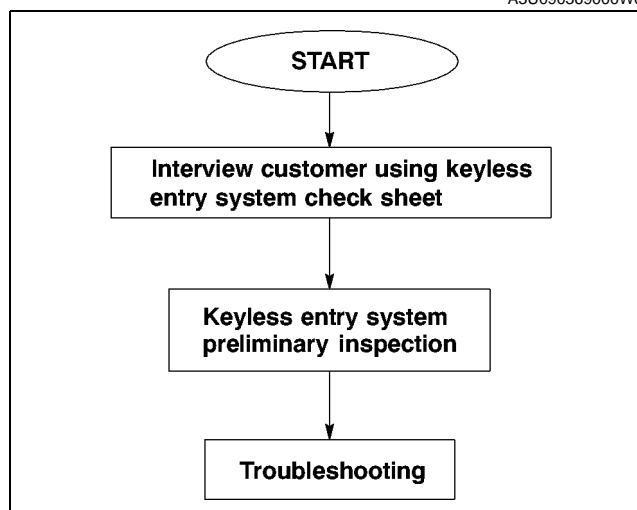 START
Interview customer using keyless
entry system check sheet
Keyless entry system
preliminary inspection
Troubleshooting